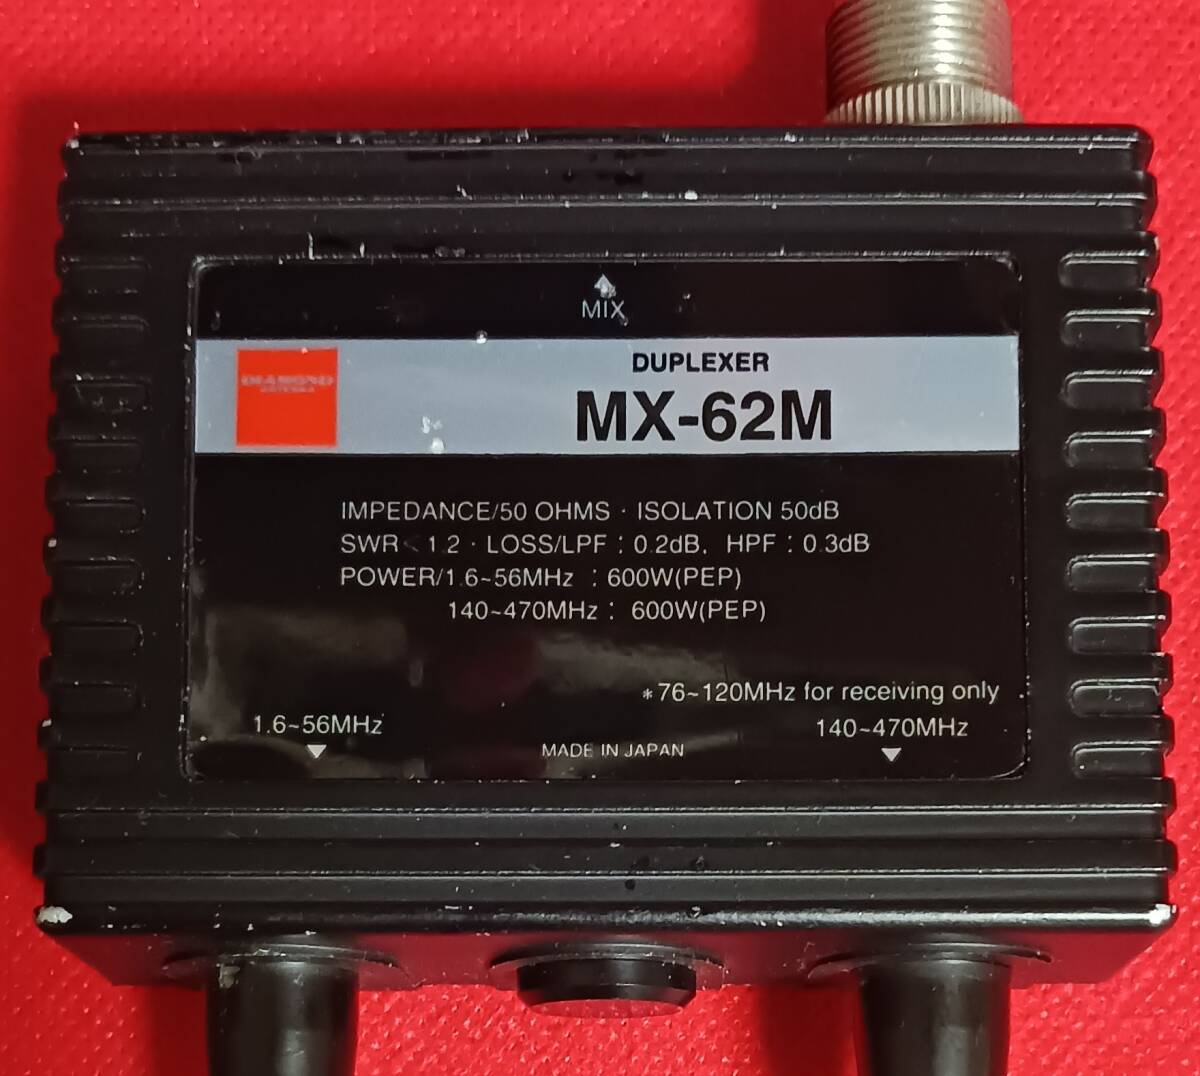 MIX
DUPLEXER
DIAMOND
ANTENNA
MX-62M
IMPEDANCE/50 OHMS · ISOLATION 50dB
SWR < 1.2 · LOSS/LPF : 0.2dB, HPF : 0.3dB
POWER/1.6~56MHz : 600W(PEP)
140~470MHz : 600W(PEP)
*76~120MHz for receiving only
1.6~56MHz
140~470MHz
MADE IN JAPAN